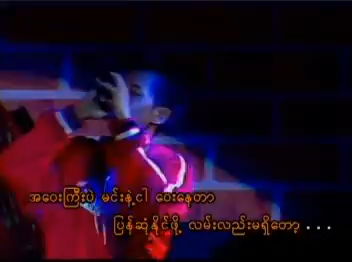 အဝေးကြီးပဲ မင်းနဲ့ငါ ဝေးနေတာ
ပြန်ဆုံနိုင်ဖို့ လမ်းလည်းမရှိတော့ . . .